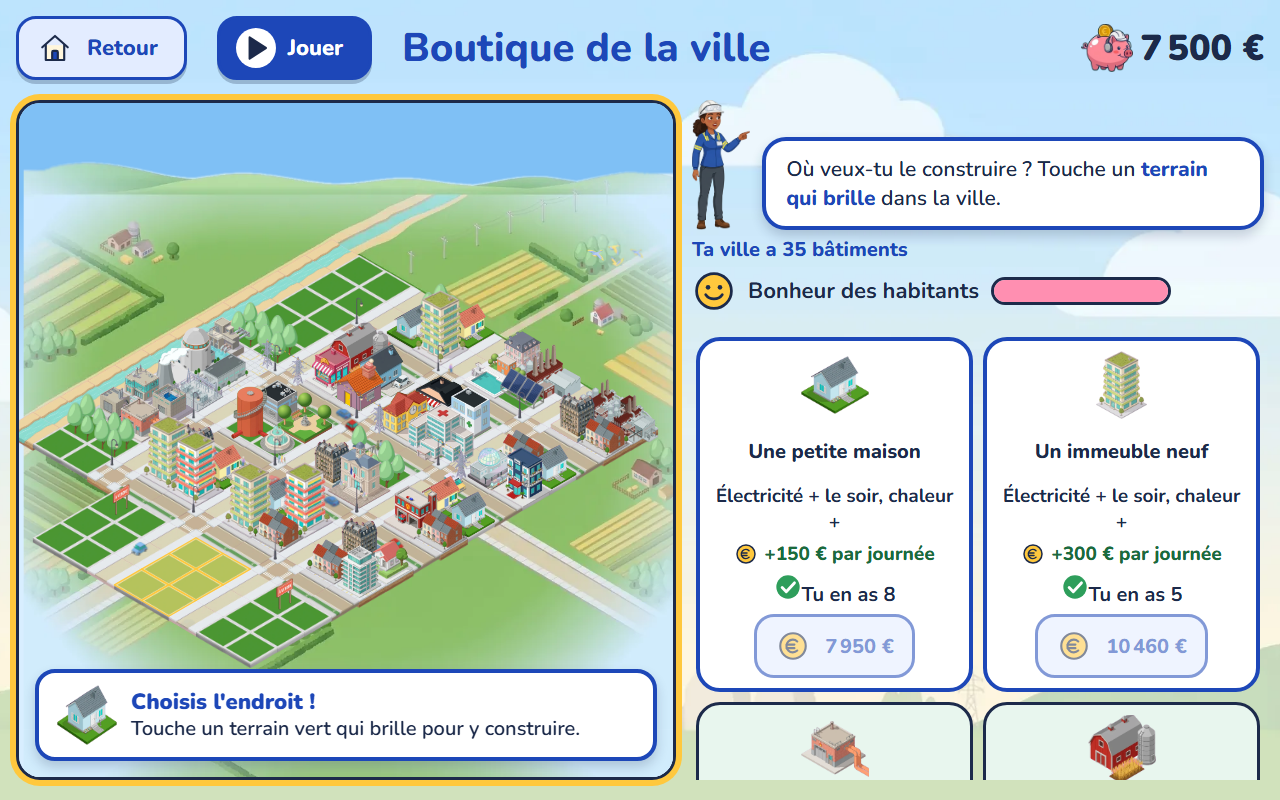 Retour
Jouer
Boutique de la ville
7 500 €
Où veux-tu le construire ? Touche un terrain
qui brille dans la ville.
Ta ville a 35 bâtiments
Bonheur des habitants
Une petite maison
Électricité + le soir, chaleur
+
+150 € par journée
Tu en as 8
7 950 €
Un immeuble neuf
Électricité + le soir, chaleur
+
+300 € par journée
Tu en as 5
10 460 €
Choisis l'endroit !
Touche un terrain vert qui brille pour y construire.